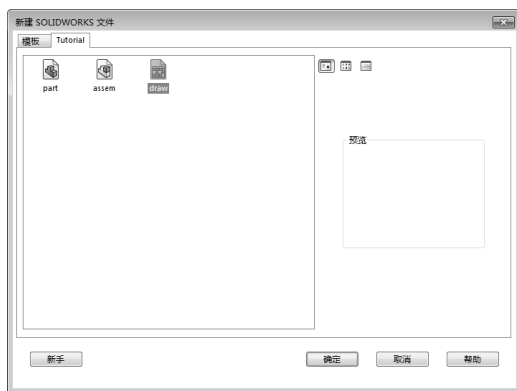 新建 SOLIDWORKS 文件
模板 Tutorial
part assem draw
预览
新手 确定 取消 帮助